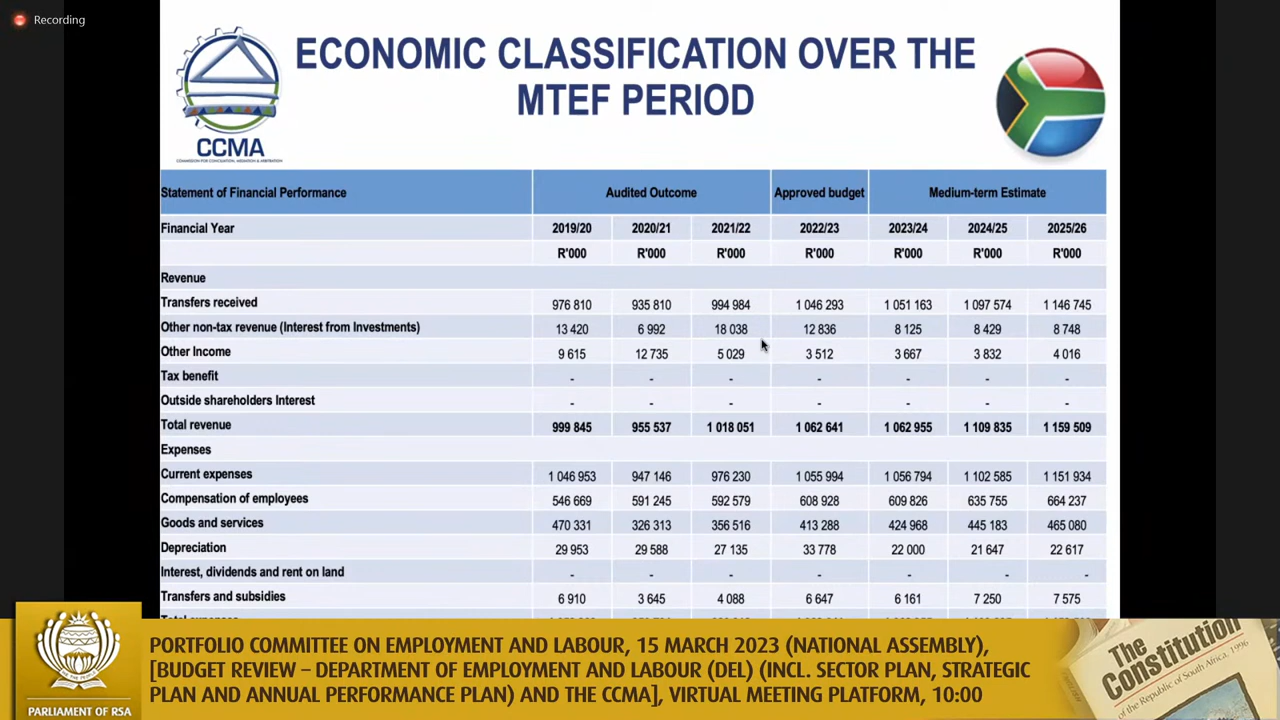 Recording
ECONOMIC CLASSIFICATION OVER THE
MTEF PERIOD
CCMA
COMMISSION FOR CONCILIATION, MEDIATION & ARBITRATION
Statement of Financial Performance Audited Outcome Approved budget Medium-term Estimate
Financial Year 2019/20 2020/21 2021/22 2022/23 2023/24 2024/25 2025/26
R'000 R'000 R'000 R'000 R'000 R'000 R'000
Revenue
Transfers received 976 810 935 810 994 984 1 046 293 1 051 163 1 097 574 1 146 745
Other non-tax revenue (Interest from Investments) 13 420 6 992 18 038 12 836 8 125 8 429 8 748
Other Income 9 615 12 735 5 029 3 512 3 667 3 832 4 016
Tax benefit - - - - - - -
Outside shareholders Interest - - - - - - -
Total revenue 999 845 955 537 1 018 051 1 062 641 1 062 955 1 109 835 1 159 509
Expenses
Current expenses 1 046 953 947 146 976 230 1 055 994 1 056 794 1 102 585 1 151 934
Compensation of employees 546 669 591 245 592 579 608 928 609 826 635 755 664 237
Goods and services 470 331 326 313 356 516 413 288 424 968 445 183 465 080
Depreciation 29 953 29 588 27 135 33 778 22 000 21 647 22 617
Interest, dividends and rent on land - - - - - - -
Transfers and subsidies 6 910 3 645 4 088 6 647 6 161 7 250 7 575
PORTFOLIO COMMITTEE ON EMPLOYMENT AND LABOUR, 15 MARCH 2023 (NATIONAL ASSEMBLY),
[BUDGET REVIEW – DEPARTMENT OF EMPLOYMENT AND LABOUR (DEL) (INCL. SECTOR PLAN, STRATEGIC
PLAN AND ANNUAL PERFORMANCE PLAN) AND THE CCMA], VIRTUAL MEETING PLATFORM, 10:00
PARLIAMENT OF RSA
The
Constitution
of the Republic of South Africa, 1996